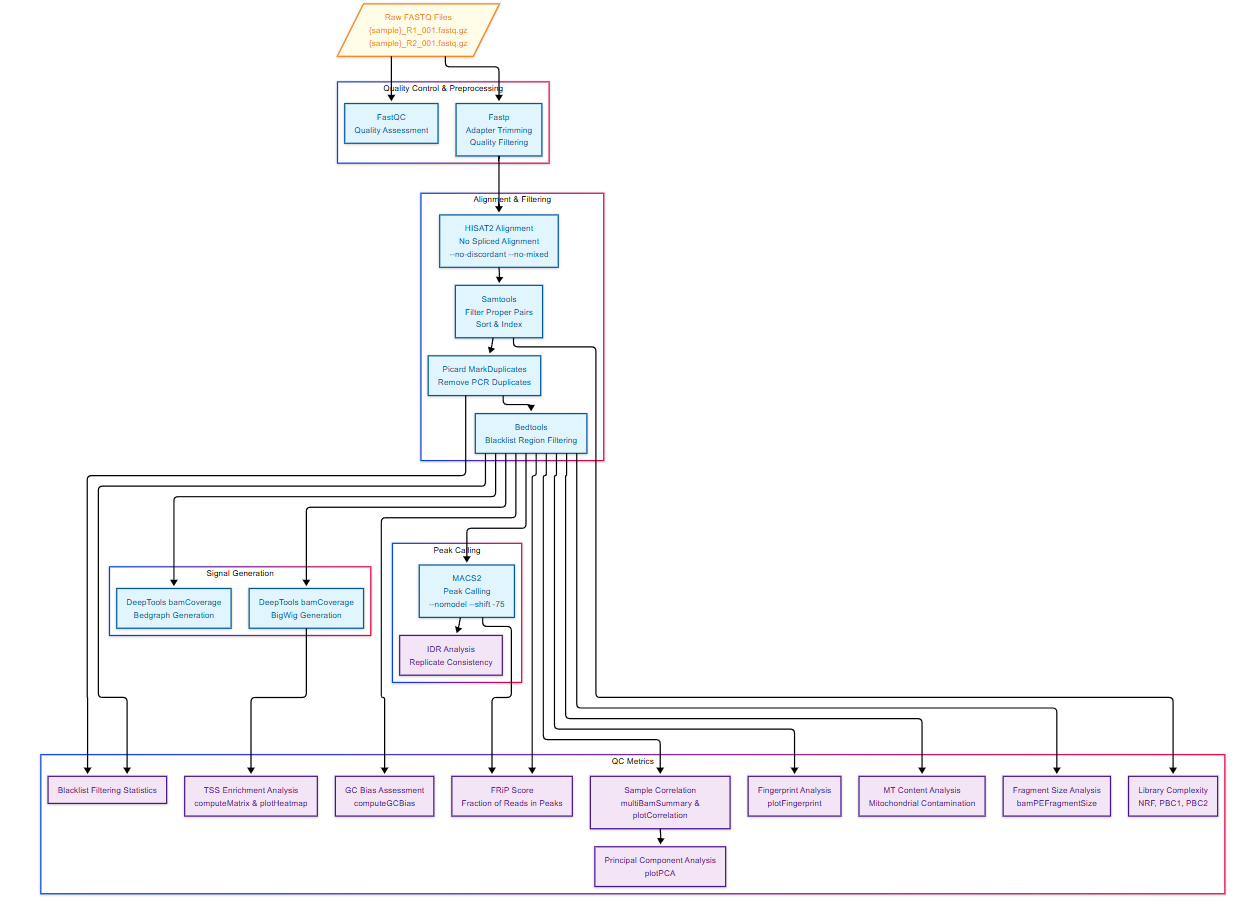 Raw FASTQ Files
{sample}_R1_001.fastq.gz
{sample}_R2_001.fastq.gz
Quality Control & Preprocessing
FastQC
Quality Assessment
Fastp
Adapter Trimming
Quality Filtering
Alignment & Filtering
HISAT2 Alignment
No Spliced Alignment
--no-discordant --no-mixed
Samtools
Filter Proper Pairs
Sort & Index
Picard MarkDuplicates
Remove PCR Duplicates
Bedtools
Blacklist Region Filtering
Signal Generation
DeepTools bamCoverage
Bedgraph Generation
DeepTools bamCoverage
BigWig Generation
Peak Calling
MACS2
Peak Calling
--nomodel --shift -75
IDR Analysis
Replicate Consistency
QC Metrics
Blacklist Filtering Statistics
TSS Enrichment Analysis
computeMatrix & plotHeatmap
GC Bias Assessment
computeGCBias
FRiP Score
Fraction of Reads in Peaks
Sample Correlation
multiBamSummary &
plotCorrelation
Fingerprint Analysis
plotFingerprint
MT Content Analysis
Mitochondrial Contamination
Fragment Size Analysis
bamPEFragmentSize
Library Complexity
NRF, PBC1, PBC2
Principal Component Analysis
plotPCA